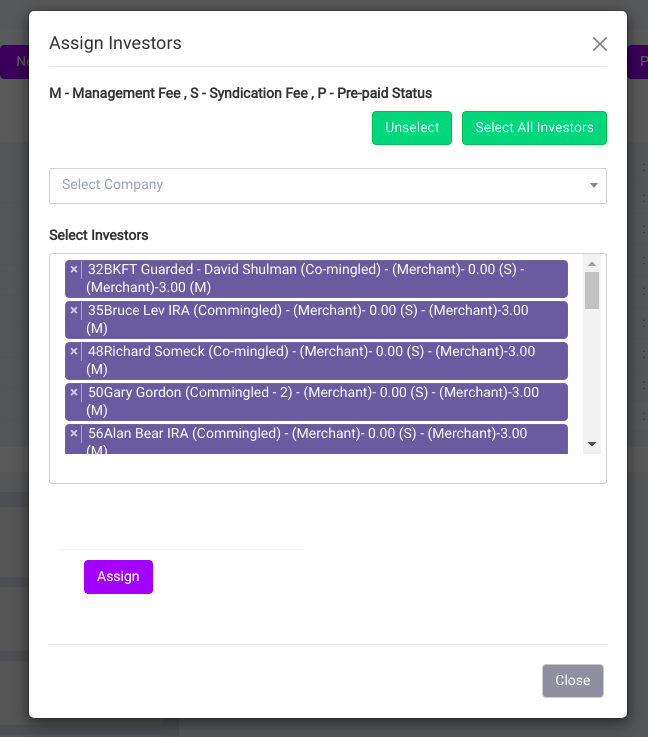 Assign Investors
M - Management Fee , S - Syndication Fee , P - Pre-paid Status
Unselect
Select All Investors
Select Company
Select Investors
× 32BKFT Guarded - David Shulman (Co-mingled) - (Merchant)- 0.00 (S) -
(Merchant)-3.00 (M)
× 35Bruce Lev IRA (Commingled) - (Merchant)- 0.00 (S) - (Merchant)-3.00
(M)
× 48Richard Someck (Co-mingled) - (Merchant)- 0.00 (S) - (Merchant)-3.00
(M)
× 50Gary Gordon (Commingled - 2) - (Merchant)- 0.00 (S) - (Merchant)-3.00
(M)
× 56Alan Bear IRA (Commingled) - (Merchant)- 0.00 (S) - (Merchant)-3.00
(M)
Assign
Close